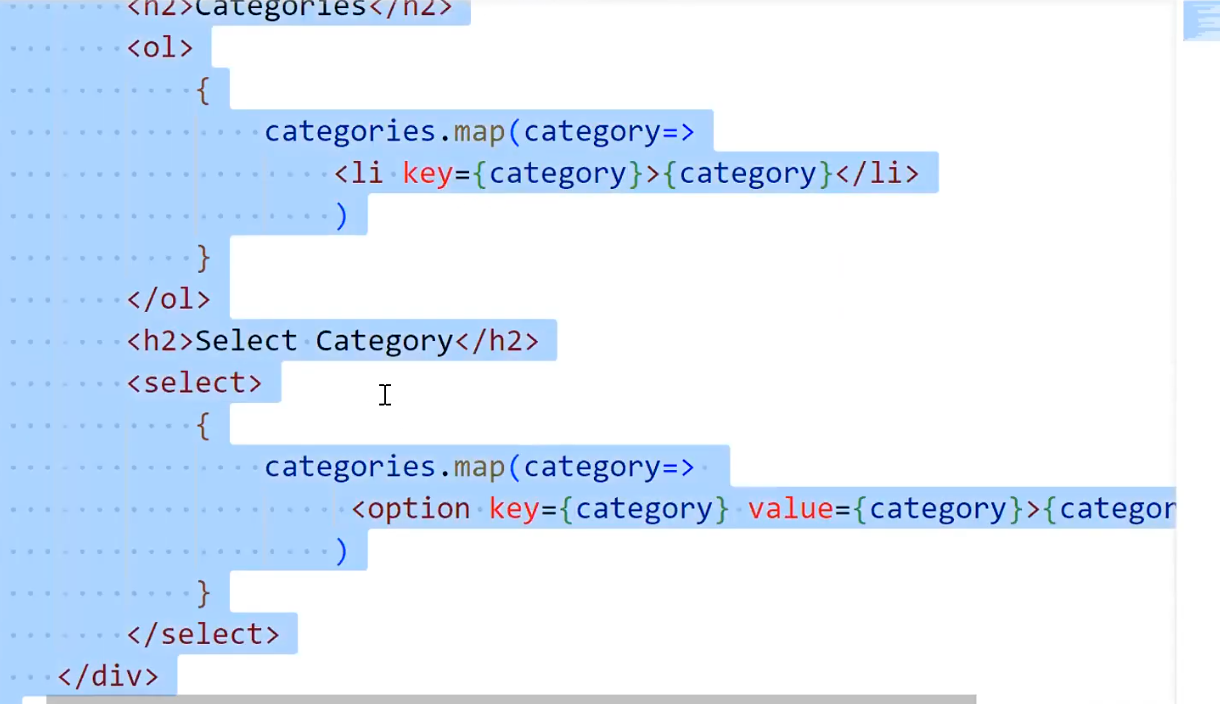 <h2>Categories</h2>
<ol>
{
categories.map(category=>
<li key={category}>{category}</li>
)
}
</ol>
<h2>Select Category</h2>
<select>
{
categories.map(category=>
<option key={category} value={category}>{categor
)
}
</select>
</div>